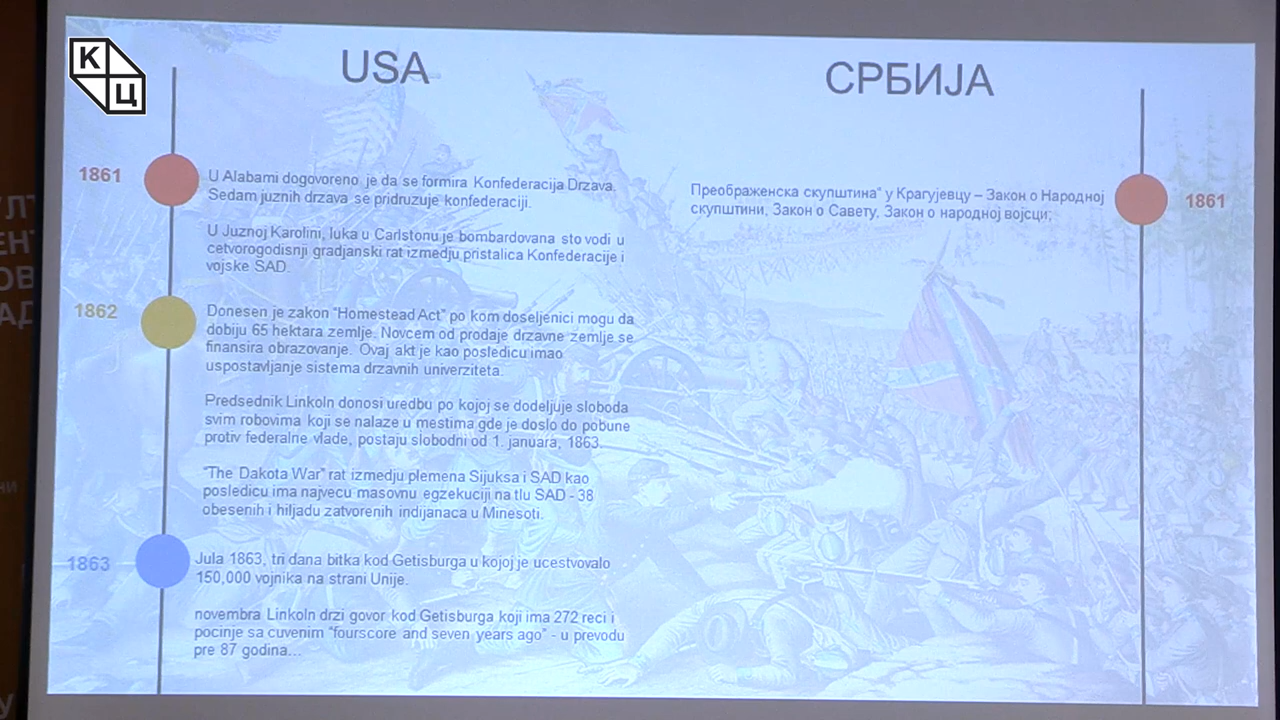 К
Ц
USA
1861
U Alabami dogovoreno je da se formira Konfederacija Drzava.
Sedam juznih drzava se pridruzuje konfederaciji.
U Juznoj Karolini, luka u Carlstonu je bombardovana sto vodi u
cetvorogodisnji gradjanski rat izmedju pristalica Konfederacije i
vojske SAD.
1862
Donesen je zakon "Homestead Act" po kom doseljenici mogu da
dobiju 65 hektara zemlje. Novcem od prodaje drzavne zemlje se
finansira obrazovanje. Ovaj akt je kao posledicu imao
uspostavljanje sistema drzavnih univerziteta.
Predsednik Linkoln donosi uredbu po kojoj se dodeljuje sloboda
svim robovima koji se nalaze u mestima gde je doslo do pobune
protiv federalne vlade, postaju slobodni od 1. januara, 1863.
"The Dakota War" rat izmedju plemena Sijuksa i SAD kao
posledicu ima najvecu masovnu egzekuciji na tlu SAD - 38
obesenih i hiljadu zatvorenih indijanaca u Minesoti.
1863
Jula 1863, tri dana bitka kod Getisburga u kojoj je ucestvovalo
150,000 vojnika na strani Unije.
novembra Linkoln drzi govor kod Getisburga koji ima 272 reci i
pocinje sa cuvenim "fourscore and seven years ago" - u prevodu
pre 87 godina...
СРБИЈА
Преображенска скупштина" у Крагујевцу – Закон о Народној
скупштини, Закон о Савету, Закон о народној војсци;
1861